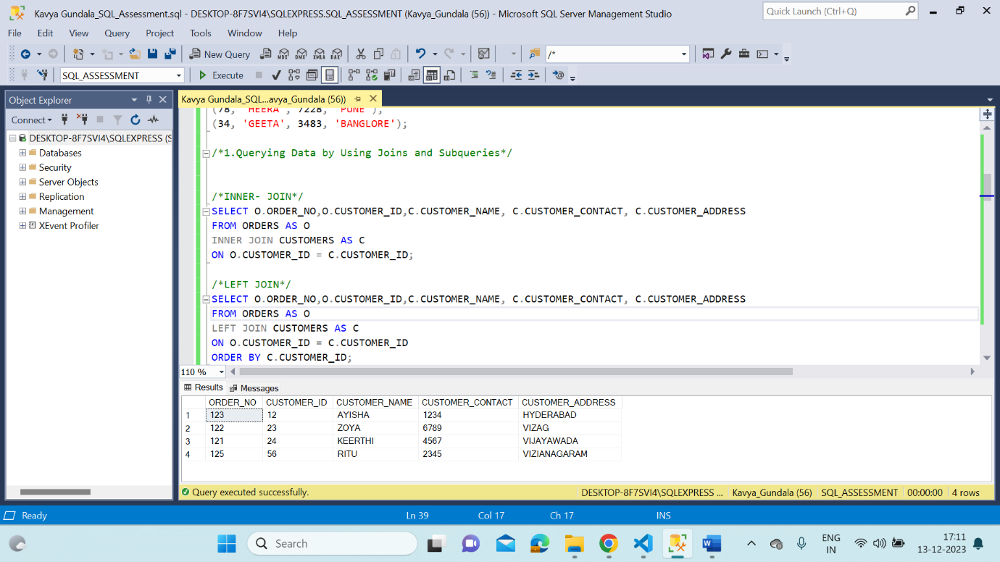 Kavya Gundala_SQL_Assessment.sql - DESKTOP-8F7SVI4\SQLEXPRESS.SQL_ASSESSMENT (Kavya_Gundala (56)) - Microsoft SQL Server Management Studio
Quick Launch (Ctrl+Q)
File Edit View Query Project Tools Window Help
New Query MDX DMX XMLA DAX /*
SQL_ASSESSMENT Execute
Object Explorer
Connect
DESKTOP-8F7SVI4\SQLEXPRESS (S
Databases
Security
Server Objects
Replication
Management
XEvent Profiler
Kavya Gundala_SQL...avya_Gundala (56))
(78, 'HEERA', 7228, 'PUNE'),
(34, 'GEETA', 3483, 'BANGLORE');
/*1.Querying Data by Using Joins and Subqueries*/
/*INNER- JOIN*/
SELECT O.ORDER_NO,O.CUSTOMER_ID,C.CUSTOMER_NAME, C.CUSTOMER_CONTACT, C.CUSTOMER_ADDRESS
FROM ORDERS AS O
INNER JOIN CUSTOMERS AS C
ON O.CUSTOMER_ID = C.CUSTOMER_ID;
/*LEFT JOIN*/
SELECT O.ORDER_NO,O.CUSTOMER_ID,C.CUSTOMER_NAME, C.CUSTOMER_CONTACT, C.CUSTOMER_ADDRESS
FROM ORDERS AS O
LEFT JOIN CUSTOMERS AS C
ON O.CUSTOMER_ID = C.CUSTOMER_ID
ORDER BY C.CUSTOMER_ID;
110 %
Results Messages
ORDER_NO CUSTOMER_ID CUSTOMER_NAME CUSTOMER_CONTACT CUSTOMER_ADDRESS
1 123 12 AYISHA 1234 HYDERABAD
2 122 23 ZOYA 6789 VIZAG
3 121 24 KEERTHI 4567 VIJAYAWADA
4 125 56 RITU 2345 VIZIANAGARAM
Query executed successfully. DESKTOP-8F7SVI4\SQLEXPRESS ... Kavya_Gundala (56) SQL_ASSESSMENT 00:00:00 4 rows
Ready Ln 39 Col 17 Ch 17 INS
Search
ENG
IN
17:11
13-12-2023